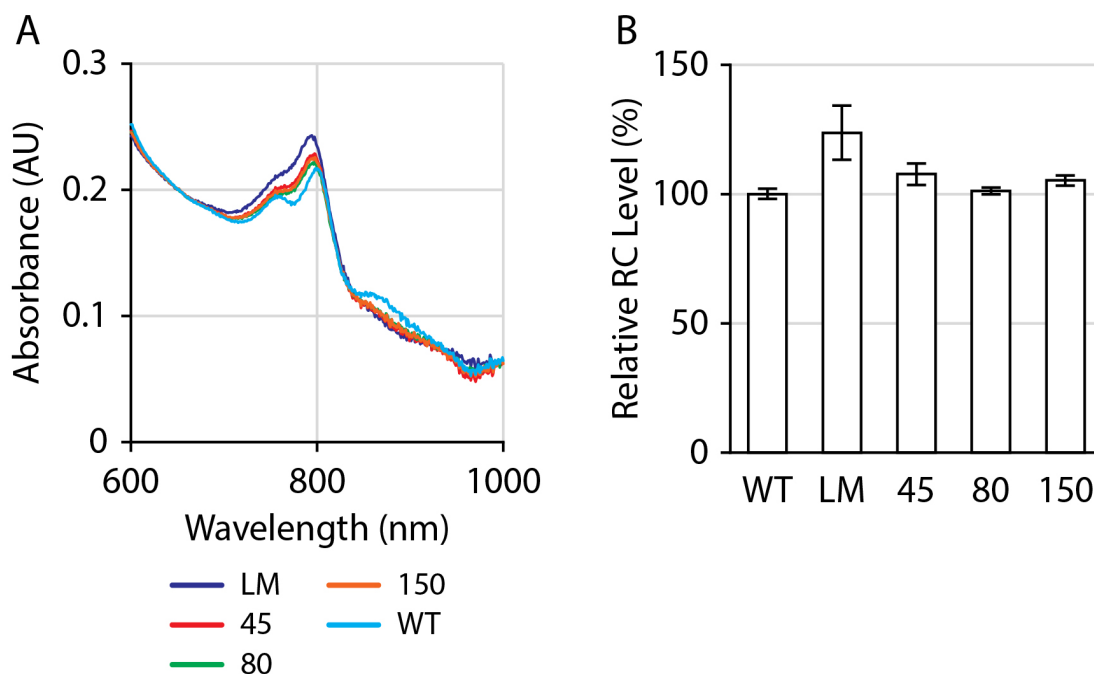 A
Absorbance (AU)
0.3
0.2
0.1
0
600
800
1000
Wavelength (nm)
LM
150
45
WT
80
B
Relative RC Level (%)
150
100
50
0
WT
LM
45
80
150